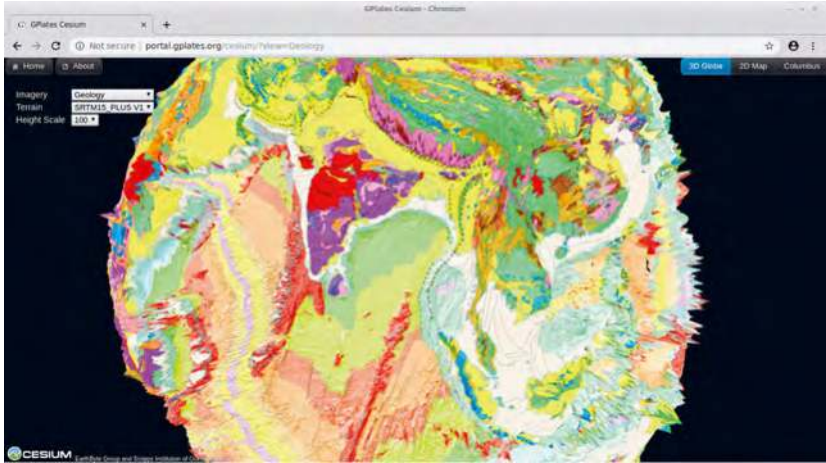 GPlates Cesium - Chromium
GPlates Cesium × +
Not secure | portal.gplates.org/cesium/?view=Geology
Home About 3D Globe 2D Map Columbus
Imagery Geology
Terrain SRTM15_PLUS V1
Height Scale 100
CESIUM EarthByte Group and Scripps Institution of